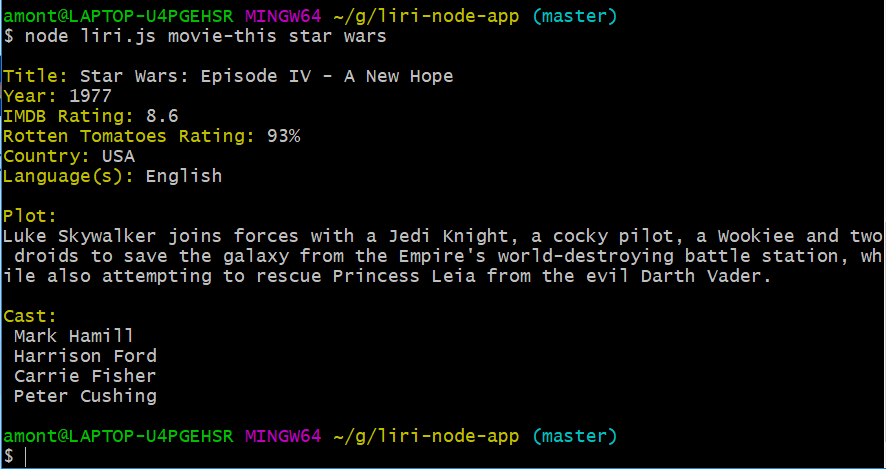 amont@LAPTOP-U4PGEHSR MINGW64 ~/g/liri-node-app (master)
$ node liri.js movie-this star wars
Title: Star Wars: Episode IV - A New Hope
Year: 1977
IMDB Rating: 8.6
Rotten Tomatoes Rating: 93%
Country: USA
Language(s): English
Plot:
Luke Skywalker joins forces with a Jedi Knight, a cocky pilot, a Wookiee and two
 droids to save the galaxy from the Empire's world-destroying battle station, wh
ile also attempting to rescue Princess Leia from the evil Darth Vader.
Cast:
 Mark Hamill
 Harrison Ford
 Carrie Fisher
 Peter Cushing
amont@LAPTOP-U4PGEHSR MINGW64 ~/g/liri-node-app (master)
$